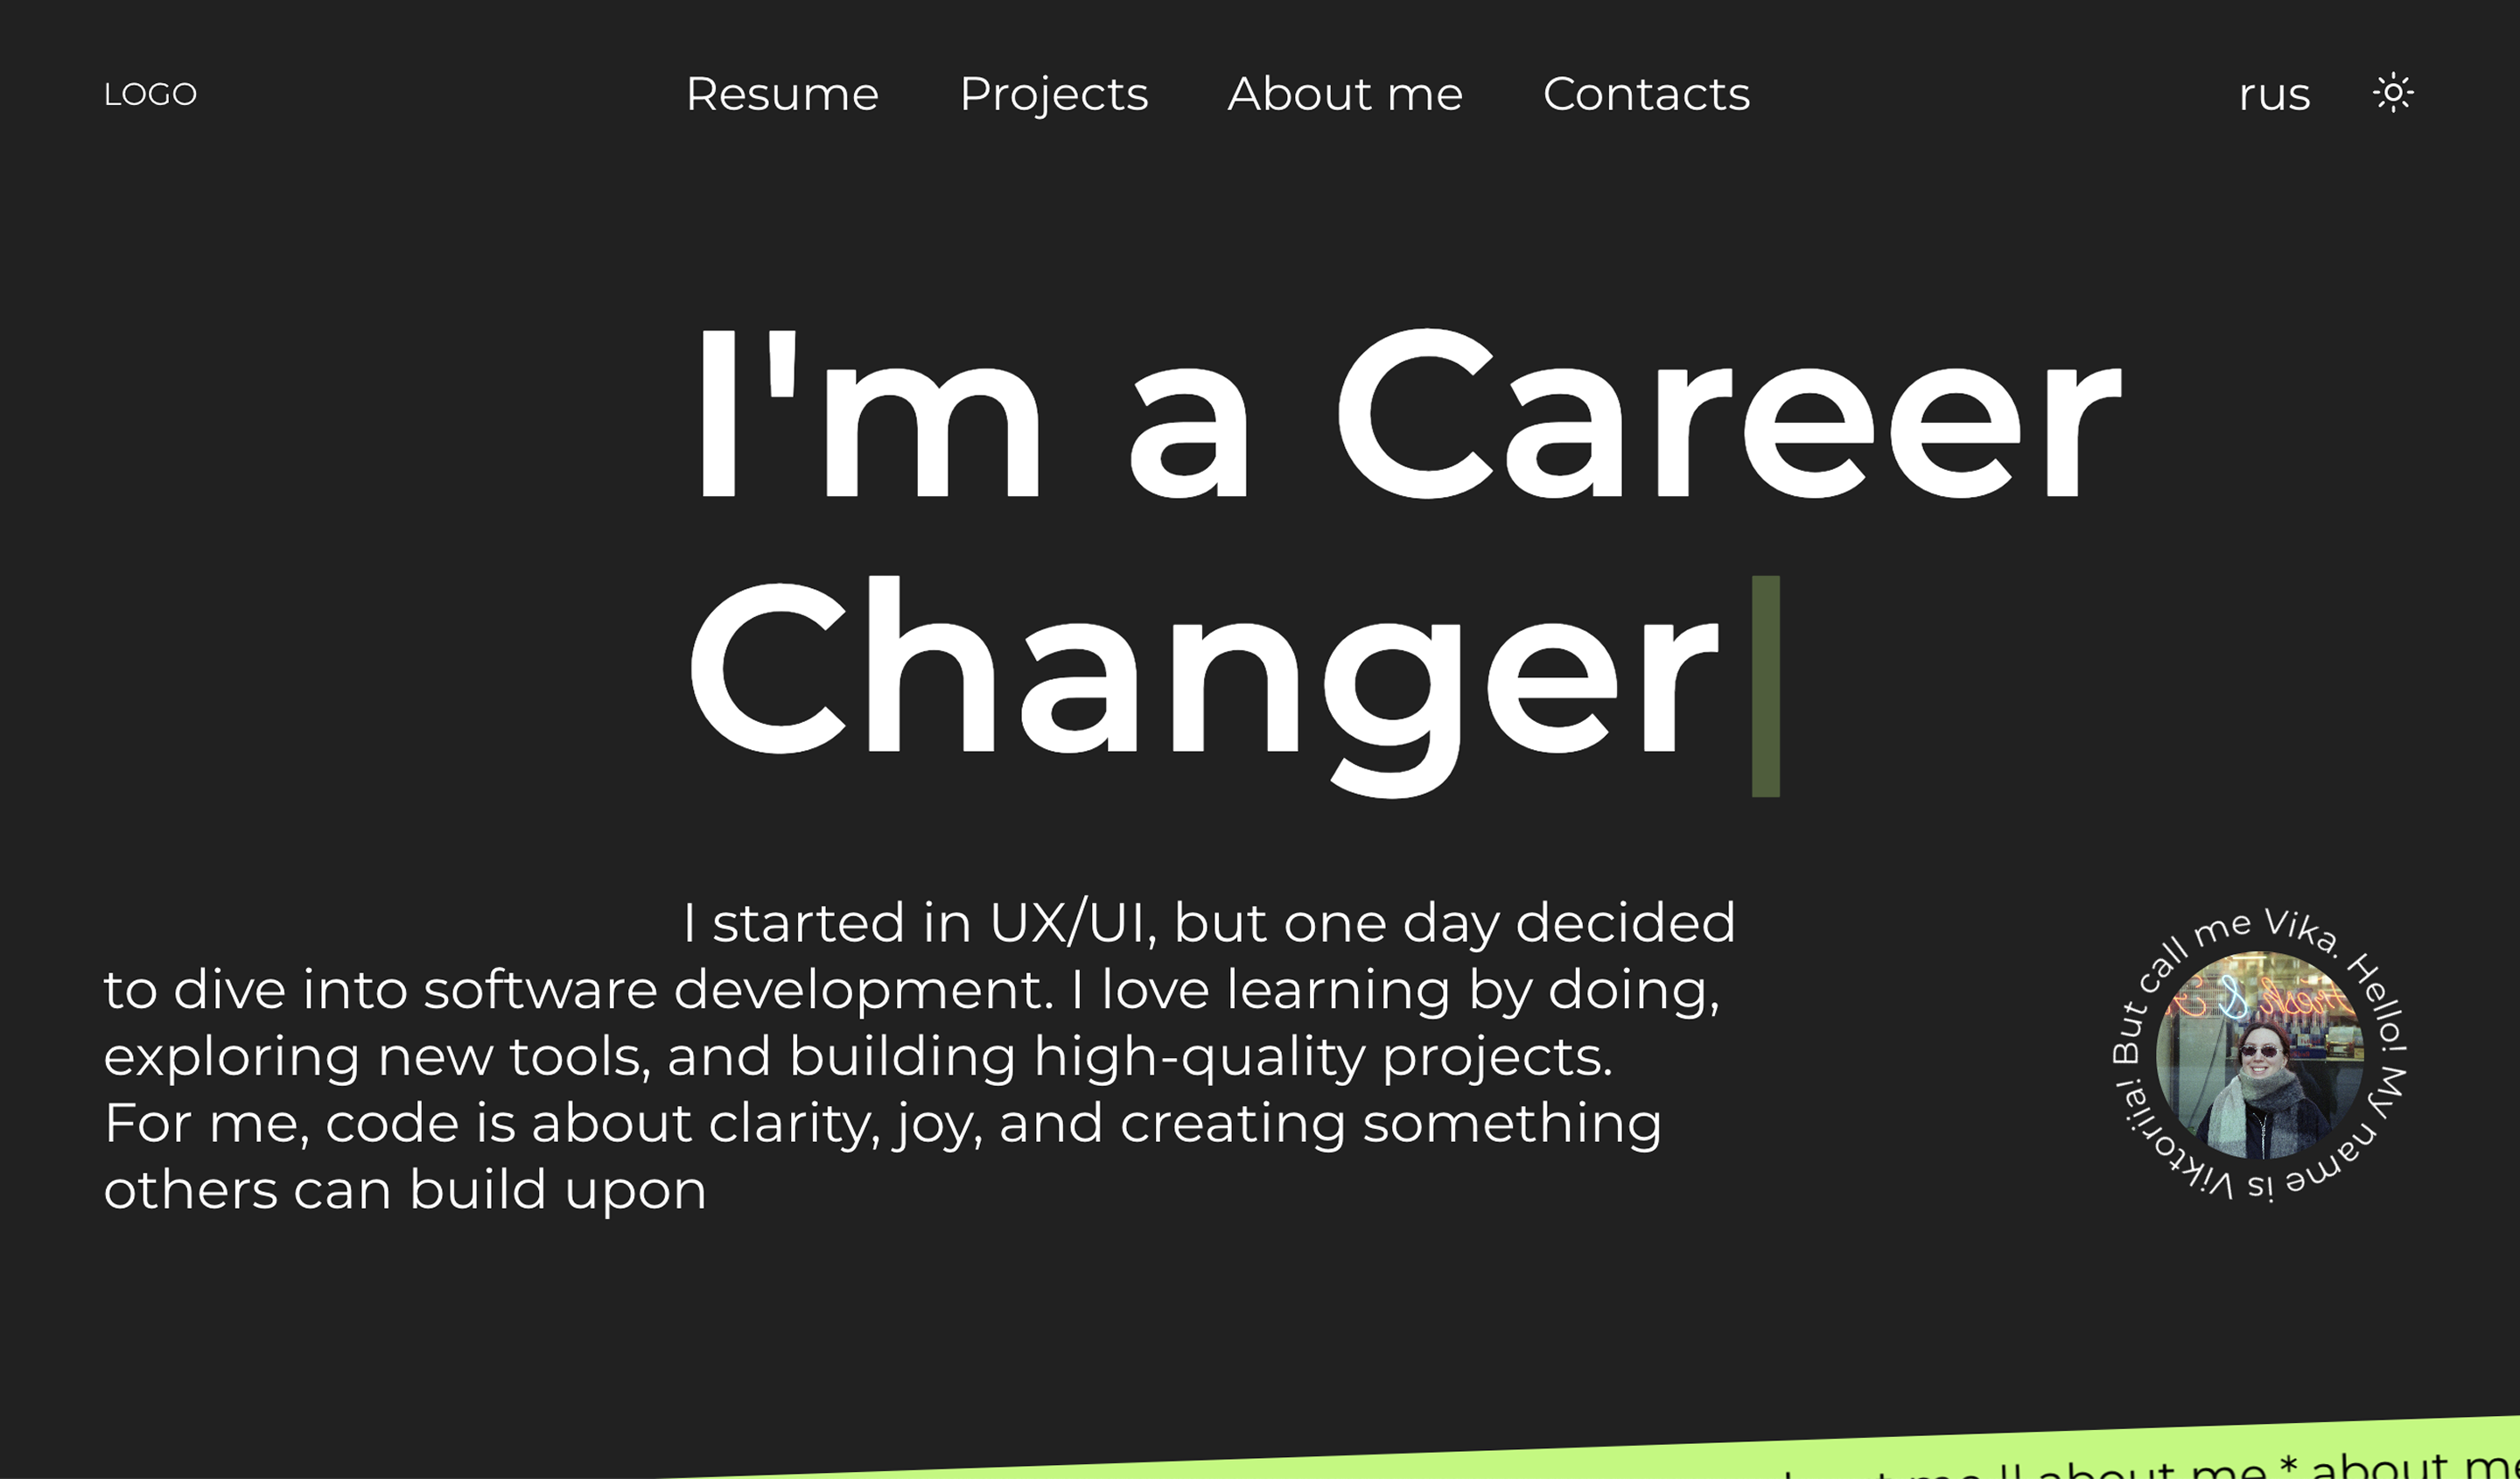 LOGO
Resume
Projects
About me
Contacts
rus
I'm a Career
Changer
I started in UX/UI, but one day decided
to dive into software development. I love learning by doing,
exploring new tools, and building high-quality projects.
For me, code is about clarity, joy, and creating something
others can build upon
Hello! My name is Viktoriia! But call me Vika.
about me * about me